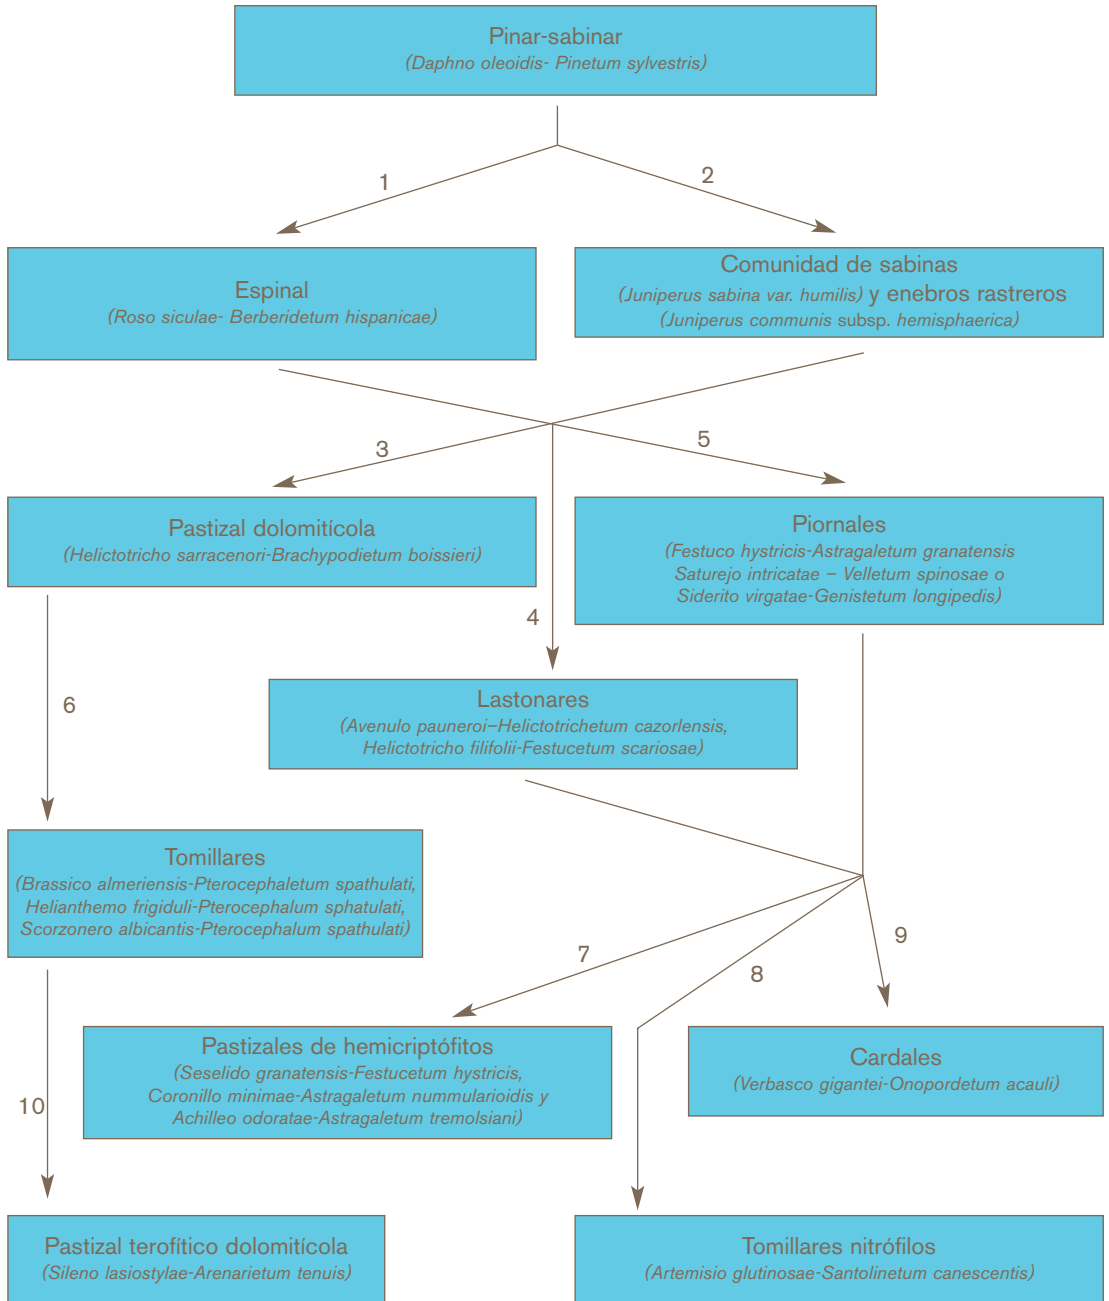 Pinar-sabinar
(Daphno oleoidis- Pinetum sylvestris)
1
2
Espinal
(Roso siculae- Berberidetum hispanicae)
Comunidad de sabinas
(Juniperus sabina var. humilis) y enebros rastreros
(Juniperus communis subsp. hemisphaerica)
3
5
Pastizal dolomitícola
(Helictotricho sarracenori-Brachypodietum boissieri)
Piornales
(Festuco hystricis-Astragaletum granatensis
Saturejo intricatae – Velletum spinosae o
Siderito virgatae-Genistetum longipedis)
4
6
Lastonares
(Avenulo pauneroi–Helictotrichetum cazorlensis,
Helictotricho filifolii-Festucetum scariosae)
Tomillares
(Brassico almeriensis-Pterocephaletum spathulati,
Helianthemo frigiduli-Pterocephalum sphatulati,
Scorzonero albicantis-Pterocephalum spathulati)
7
8
9
Pastizales de hemicriptófitos
(Seselido granatensis-Festucetum hystricis,
Coronillo minimae-Astragaletum nummularioidis y
Achilleo odoratae-Astragaletum tremolsiani)
Cardales
(Verbasco gigantei-Onopordetum acauli)
10
Pastizal terofítico dolomitícola
(Sileno lasiostylae-Arenarietum tenuis)
Tomillares nitrófilos
(Artemisio glutinosae-Santolinetum canescentis)